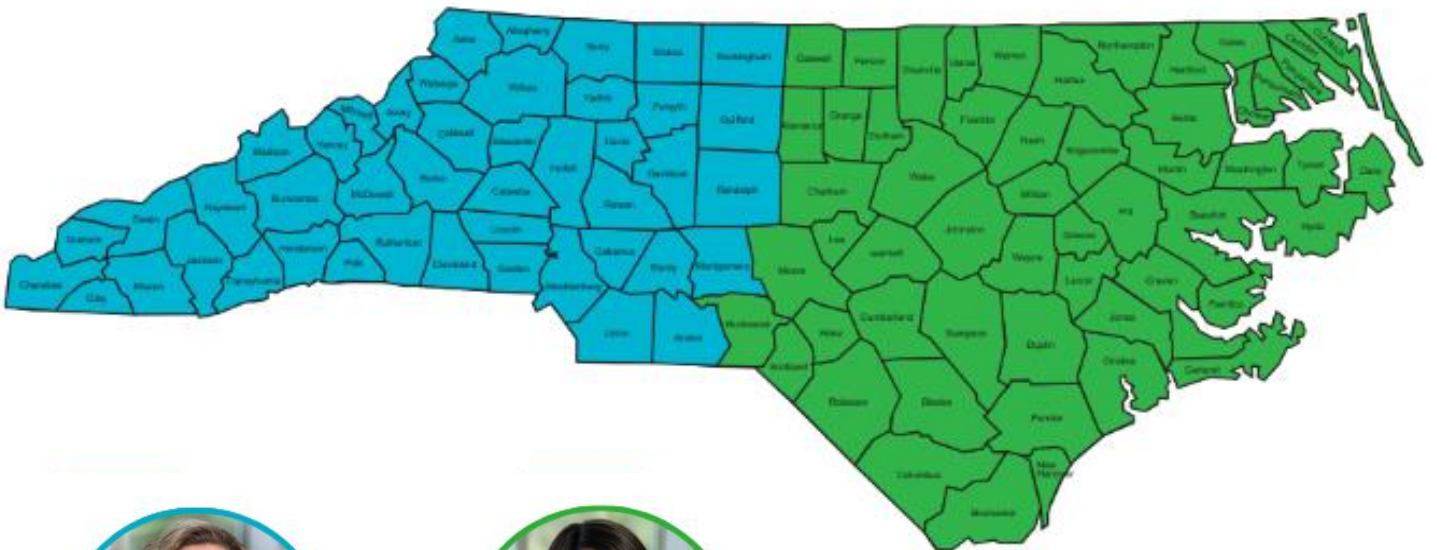 Ashe
Alleghany
Surry
Stokes
Rockingham
Caswell
Person
Granville
Vance
Warren
Northampton
Halifax
Hertford
Gates
Camden
Currituck
Watauga
Wilkes
Yadkin
Forsyth
Guilford
Alamance
Orange
Durham
Franklin
Nash
Edgecombe
Bertie
Mitchell
Avery
Caldwell
Alexander
Iredell
Davie
Davidson
Randolph
Chatham
Wake
Wilson
Martin
Washington
Tyrrell
Dare
Madison
Yancey
Burke
McDowell
Buncombe
Catawba
Rowan
Haywood
Swain
Graham
Jackson
Henderson
Polk
Rutherford
Cleveland
Lincoln
Gaston
Cabarrus
Stanly
Montgomery
Moore
Lee
Harnett
Johnston
Wayne
Greene
Pitt
Beaufort
Hyde
Cherokee
Clay
Macon
Transylvania
Mecklenburg
Union
Anson
Richmond
Hoke
Cumberland
Sampson
Duplin
Lenoir
Craven
Jones
Pamlico
Onslow
Carteret
Scotland
Robeson
Bladen
Pender
Columbus
New
Hanover
Brunswick